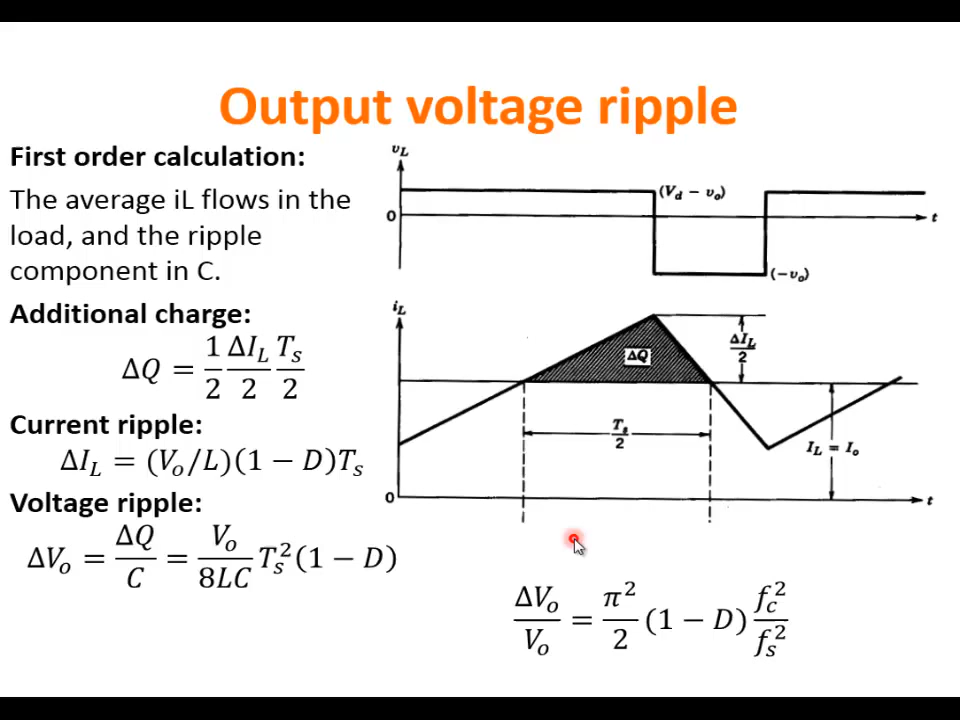 Output voltage ripple
First order calculation:
The average iL flows in the
load, and the ripple
component in C.
Additional charge:
ΔQ = 1/2 ΔI_L/2 T_s/2
Current ripple:
ΔI_L = (V_o/L)(1 − D)T_s
Voltage ripple:
ΔV_o = ΔQ/C = V_o/8LC T_s^2(1 − D)
v_L
(V_d − v_o)
0
t
(−v_o)
i_L
ΔQ
ΔI_L/2
T_s/2
I_L = I_o
0
t
ΔV_o/V_o = π^2/2 (1 − D) f_c^2/f_s^2